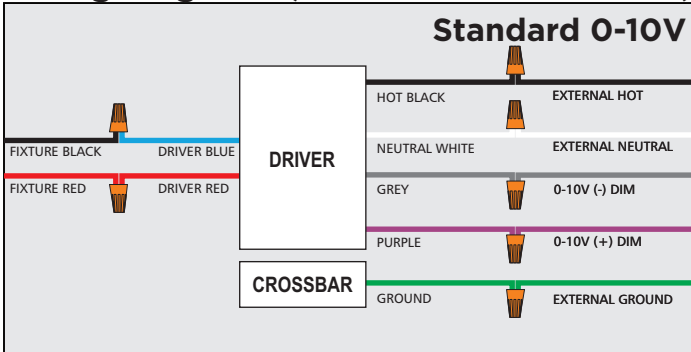 Standard 0-10V
HOT BLACK
EXTERNAL HOT
FIXTURE BLACK
DRIVER BLUE
DRIVER
NEUTRAL WHITE
EXTERNAL NEUTRAL
FIXTURE RED
DRIVER RED
GREY
0-10V (-) DIM
PURPLE
0-10V (+) DIM
CROSSBAR
GROUND
EXTERNAL GROUND